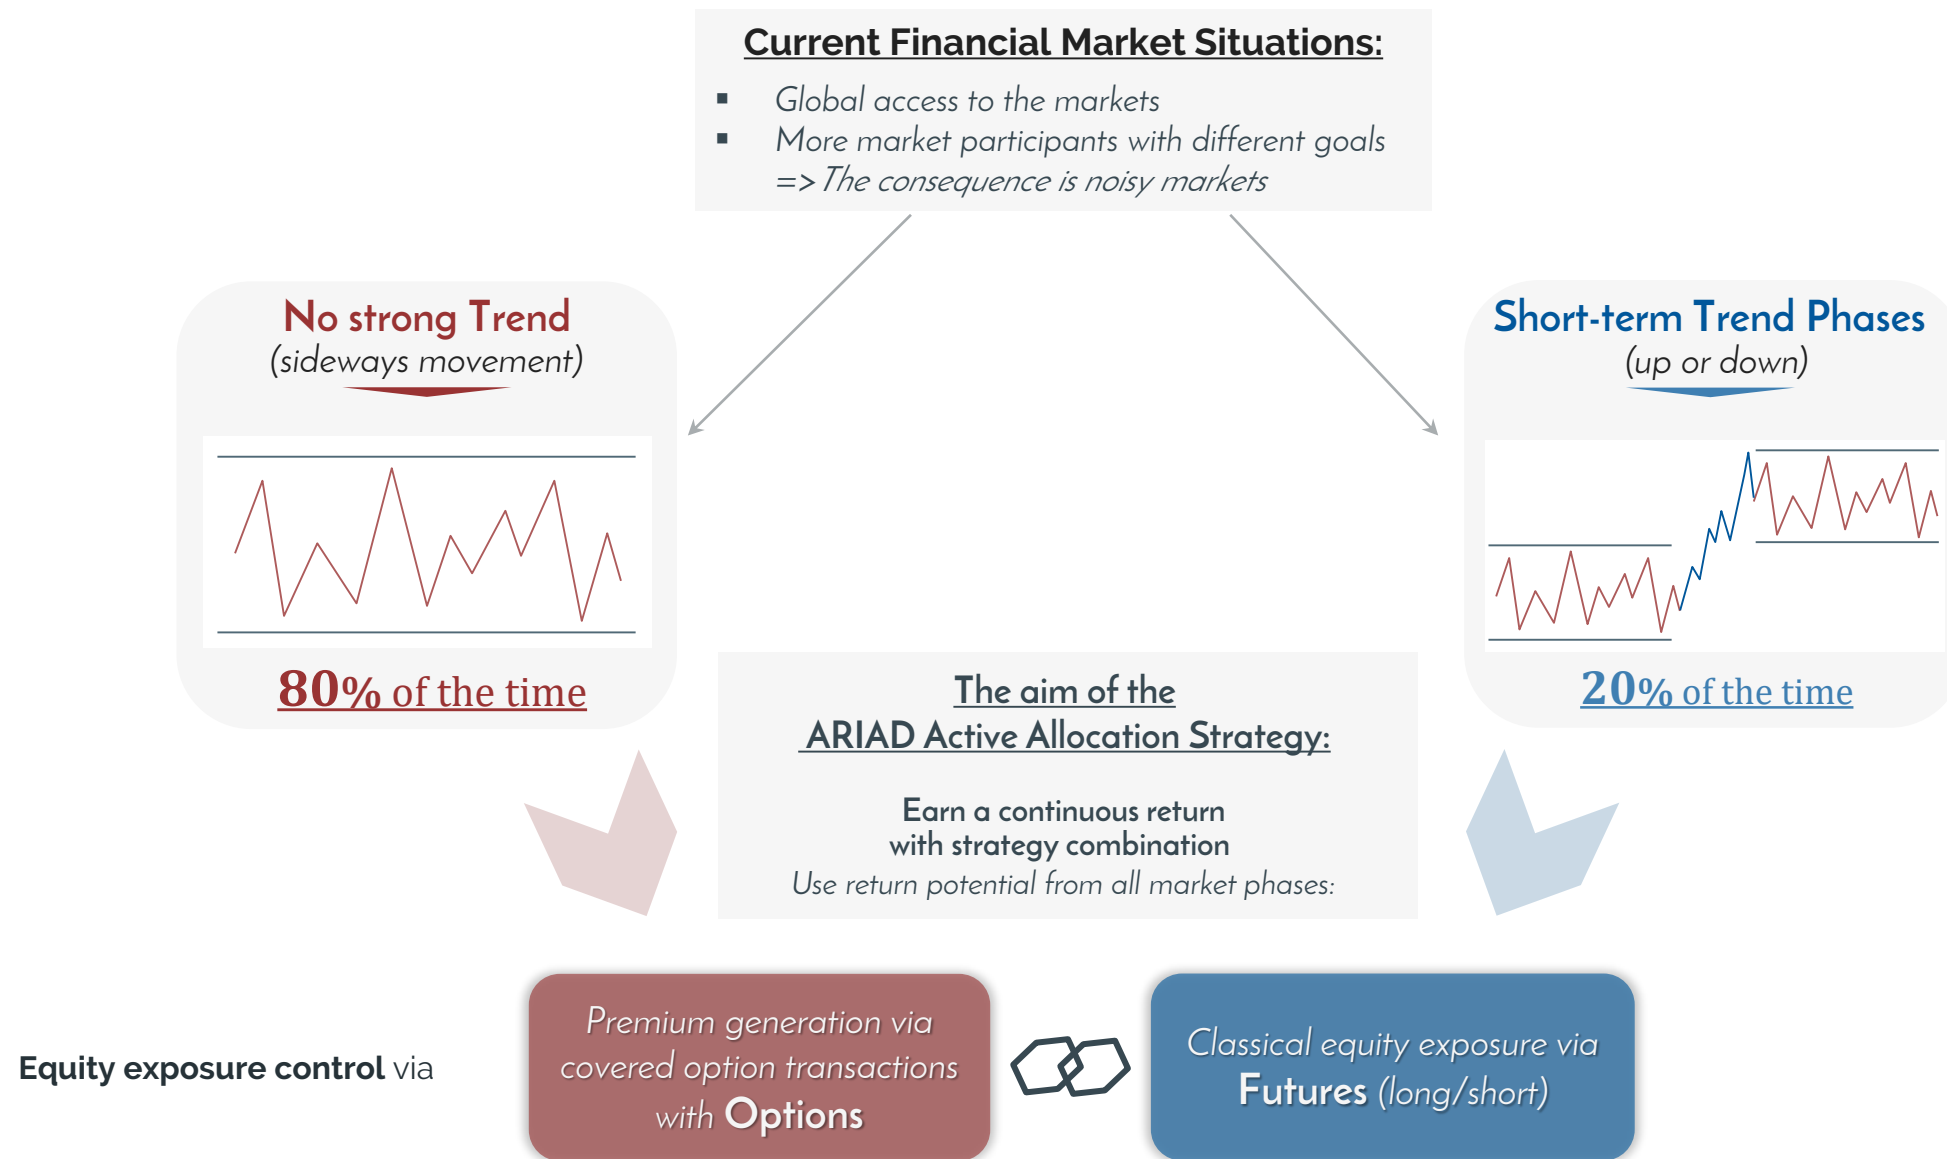 Current Financial Market Situations:
▪ Global access to the markets
▪ More market participants with different goals
=> The consequence is noisy markets
No strong Trend
(sideways movement)
80% of the time
Short-term Trend Phases
(up or down)
20% of the time
The aim of the
ARIAD Active Allocation Strategy:
Earn a continuous return
with strategy combination
Use return potential from all market phases:
Equity exposure control via
Premium generation via
covered option transactions
with Options
Classical equity exposure via
Futures (long/short)